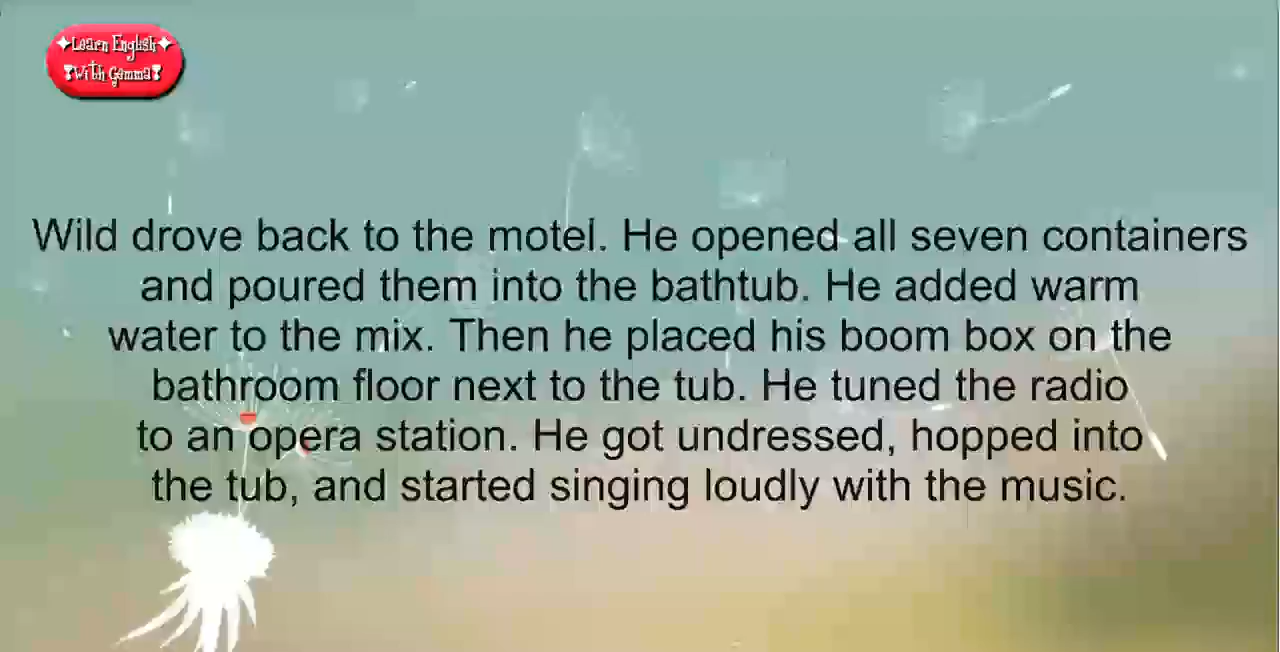 ✦Learn English✦
❣With Gamma❣
Wild drove back to the motel. He opened all seven containers
and poured them into the bathtub. He added warm
water to the mix. Then he placed his boom box on the
bathroom floor next to the tub. He tuned the radio
to an opera station. He got undressed, hopped into
the tub, and started singing loudly with the music.